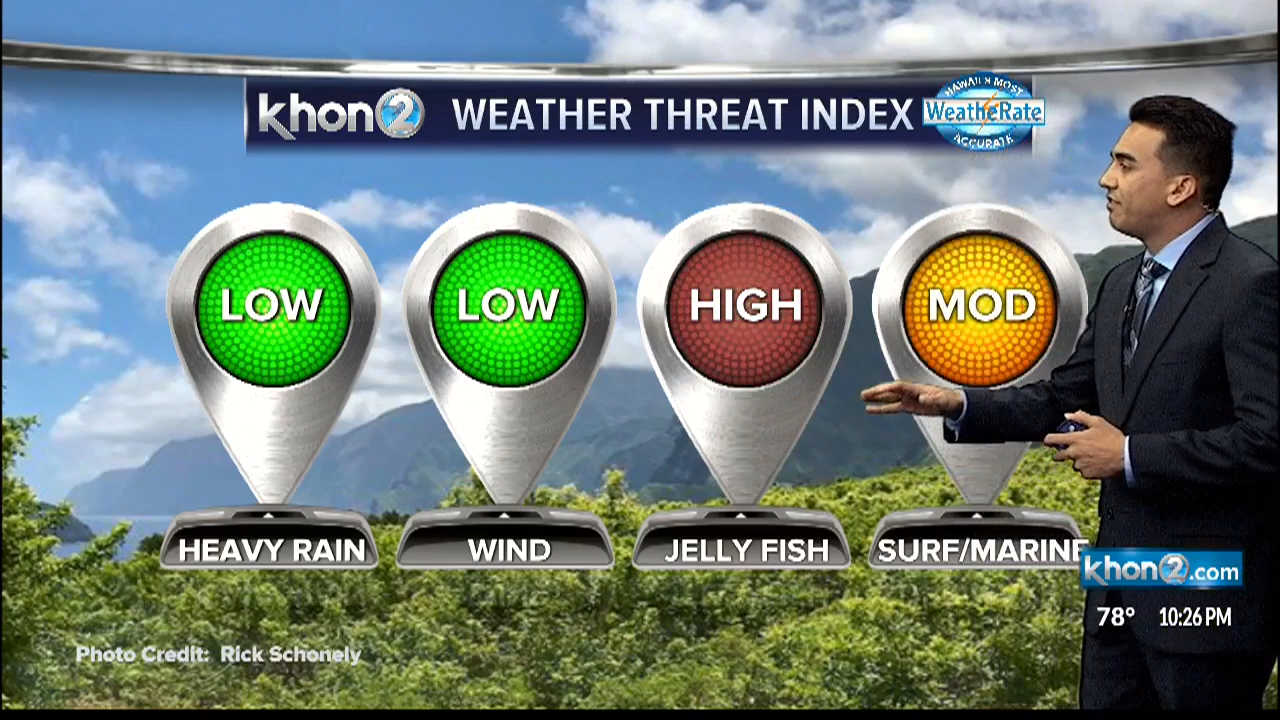 khon2 WEATHER THREAT INDEX
HAWAII'S MOST
WeatheRate
ACCURATE
LOW
LOW
HIGH
MOD
HEAVY RAIN
WIND
JELLY FISH
SURF/MARINE
khon2.com
78° 10:26 PM
Photo Credit: Rick Schonely